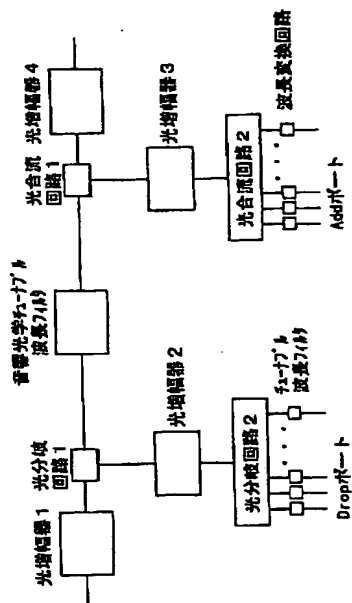 光増幅器1
光分岐
回路1
音響光学チューナブル
波長フィルタ
光合流
回路1
光増幅器4
光増幅器2
光増幅器3
光分岐回路2
チューナブル
波長フィルタ
Dropポート
光合流回路2
波長変換回路
Addポート